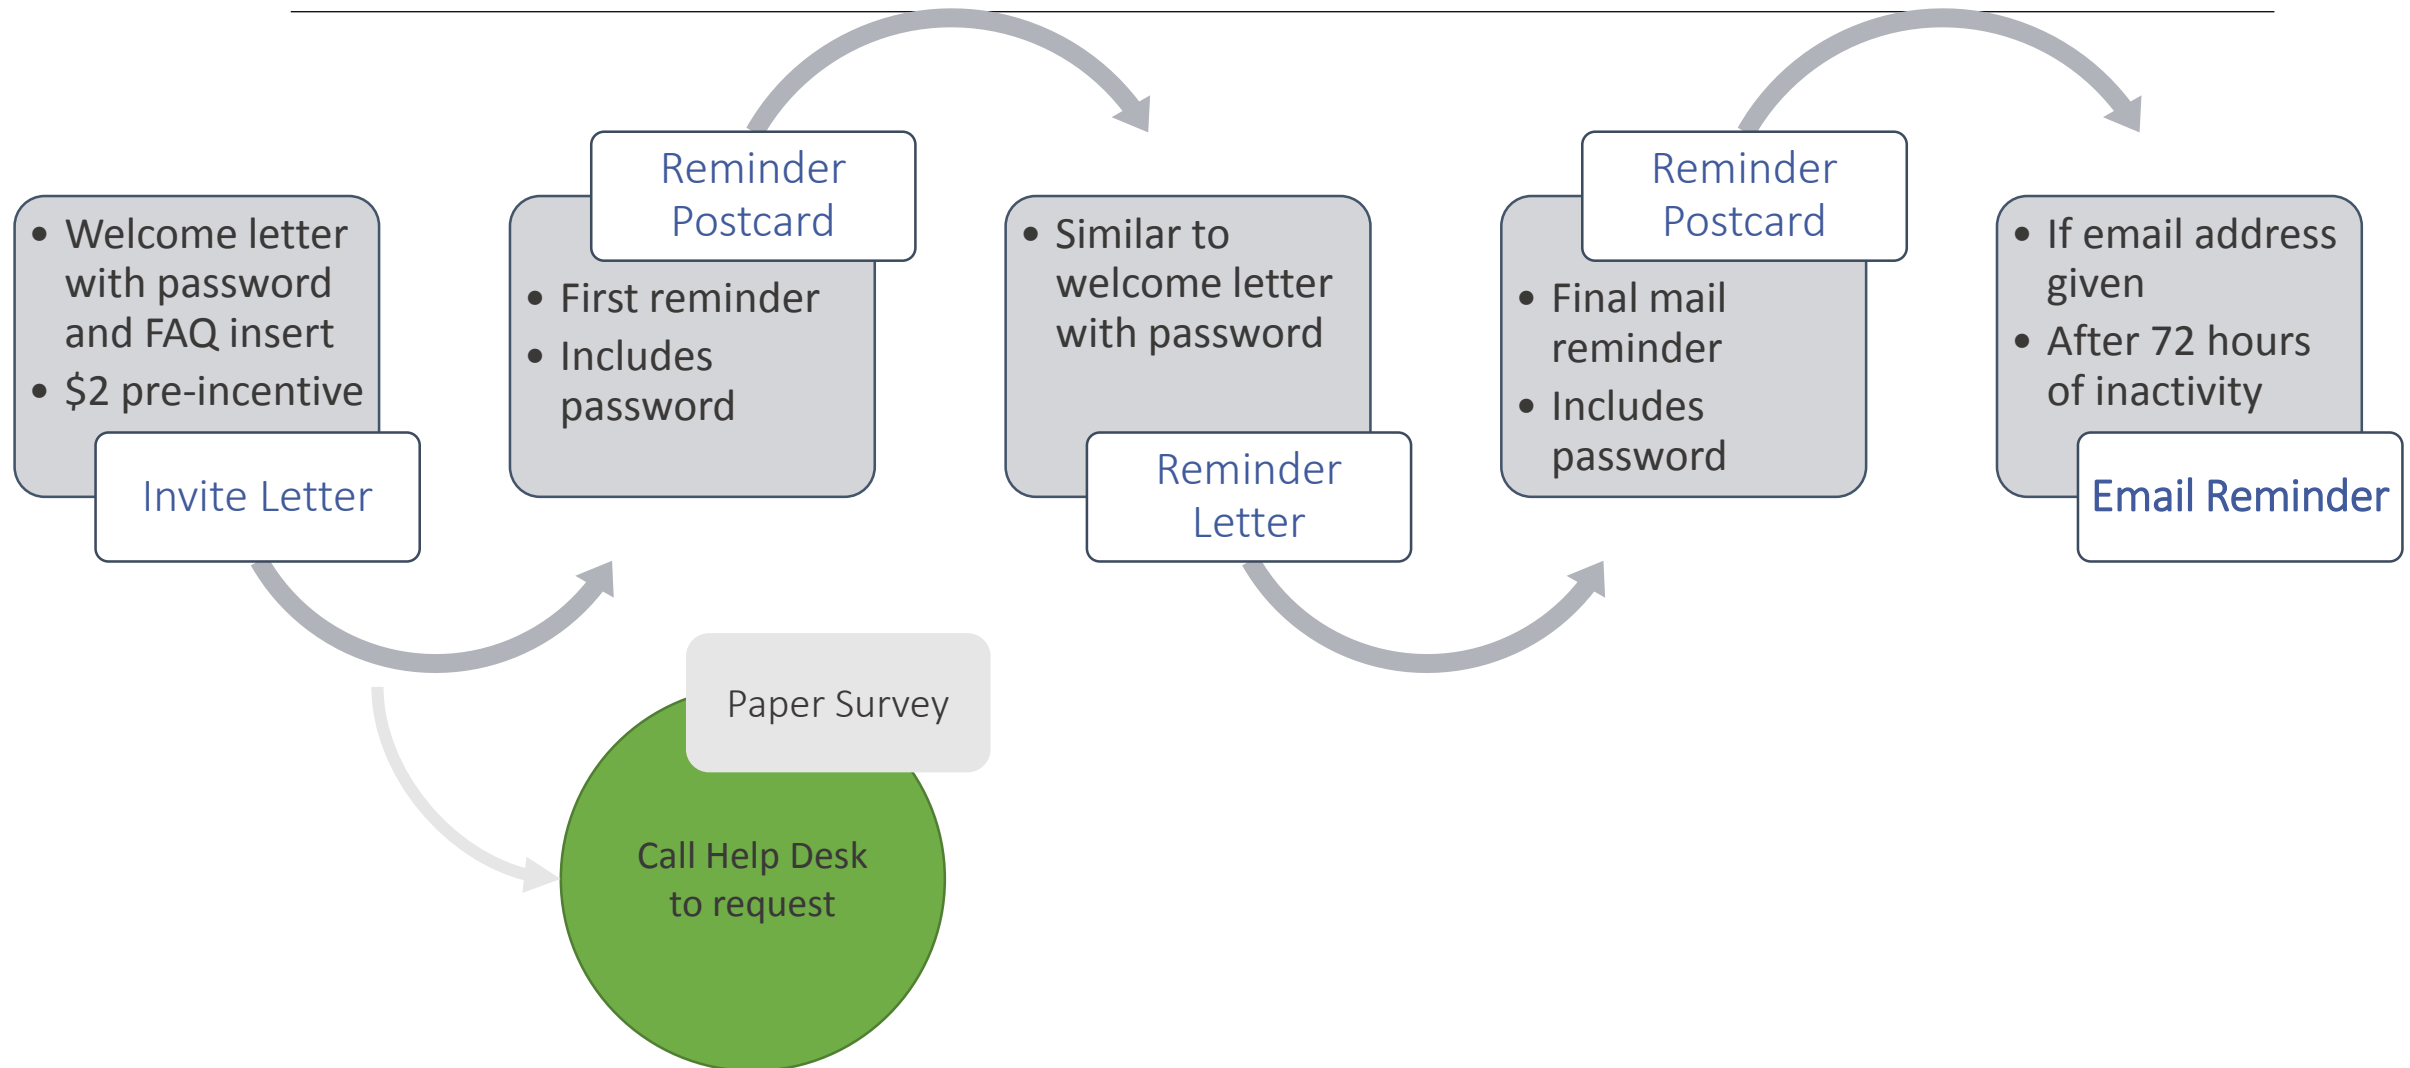 • Welcome letter
with password
and FAQ insert
• $2 pre-incentive
Invite Letter
Reminder
Postcard
• First reminder
• Includes
password
• Similar to
welcome letter
with password
Reminder
Letter
Reminder
Postcard
• Final mail
reminder
• Includes
password
• If email address
given
• After 72 hours
of inactivity
Email Reminder
Paper Survey
Call Help Desk
to request